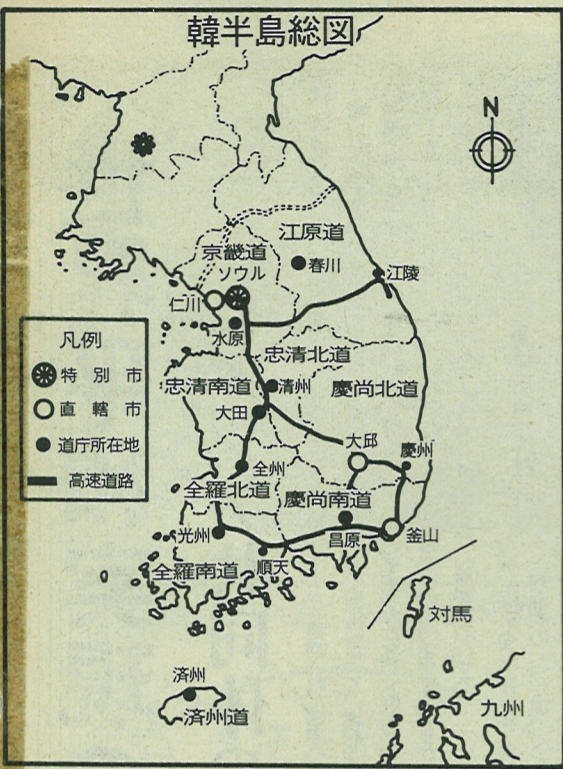 韓半島総図
N
江原道
京畿道
ソウル
春川
江陵
仁川
水原
凡例
特別市
直轄市
道庁所在地
高速道路
忠清北道
忠清南道
清州
慶尚北道
大田
大邱
慶州
全州
全羅北道
慶尚南道
光州
昌原
釜山
順天
全羅南道
対馬
済州
済州道
九州